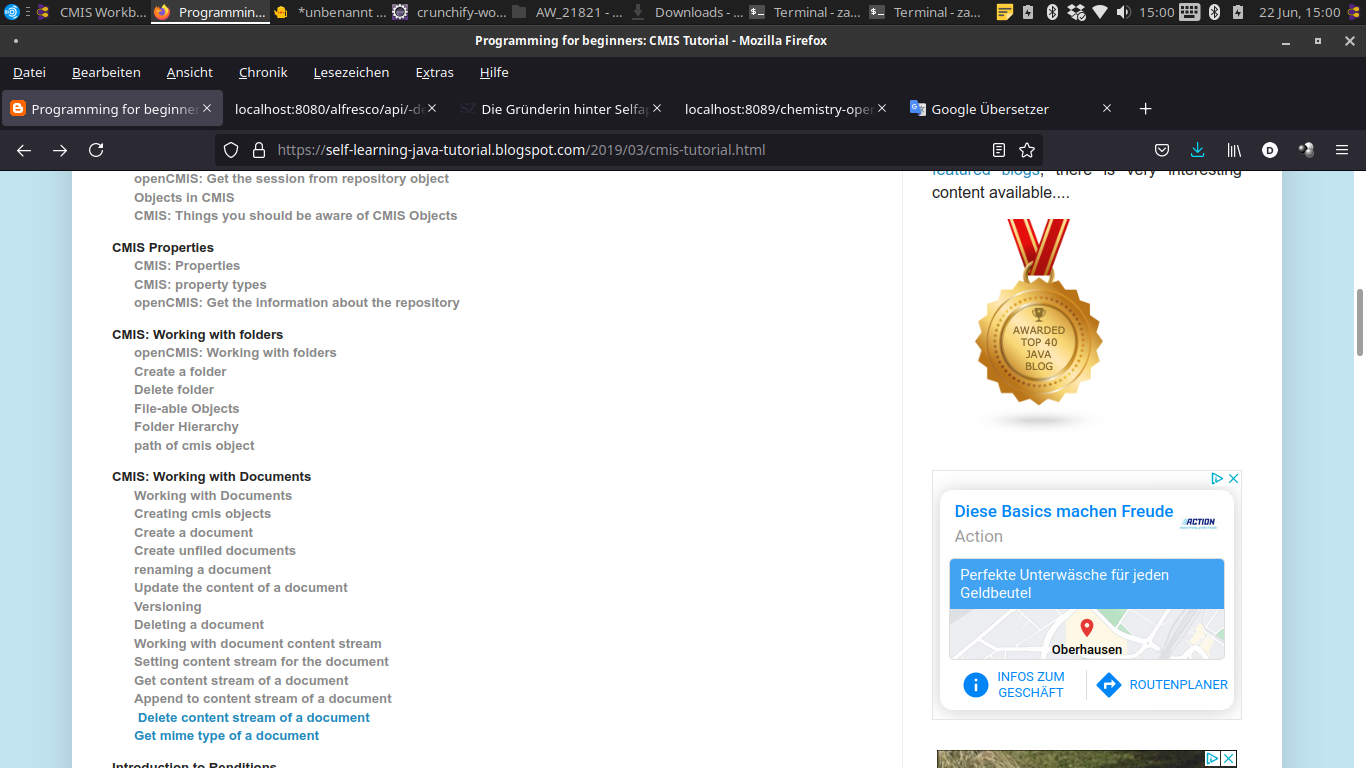 CMIS Workb...
Programmin...
*unbenannt ...
crunchify-wo...
AW_21821 - ...
Downloads - ...
Terminal - za...
Terminal - za...
15:00
22 Jun, 15:00
Programming for beginners: CMIS Tutorial - Mozilla Firefox
Datei Bearbeiten Ansicht Chronik Lesezeichen Extras Hilfe
Programming for beginne
localhost:8080/alfresco/api/-de
SZ Die Gründerin hinter Selfap
localhost:8089/chemistry-ope
Google Übersetzer
https://self-learning-java-tutorial.blogspot.com/2019/03/cmis-tutorial.html
D
openCMIS: Get the session from repository object
Objects in CMIS
CMIS: Things you should be aware of CMIS Objects
CMIS Properties
CMIS: Properties
CMIS: property types
openCMIS: Get the information about the repository
CMIS: Working with folders
openCMIS: Working with folders
Create a folder
Delete folder
File-able Objects
Folder Hierarchy
path of cmis object
CMIS: Working with Documents
Working with Documents
Creating cmis objects
Create a document
Create unfiled documents
renaming a document
Update the content of a document
Versioning
Deleting a document
Working with document content stream
Setting content stream for the document
Get content stream of a document
Append to content stream of a document
Delete content stream of a document
Get mime type of a document
Introduction to Renditions
featured blogs, there is very interesting
content available....
AWARDED
TOP 40
JAVA
BLOG
Diese Basics machen Freude
ACTION
Action
Perfekte Unterwäsche für jeden
Geldbeutel
Oberhausen
INFOS ZUM
GESCHÄFT
ROUTENPLANER